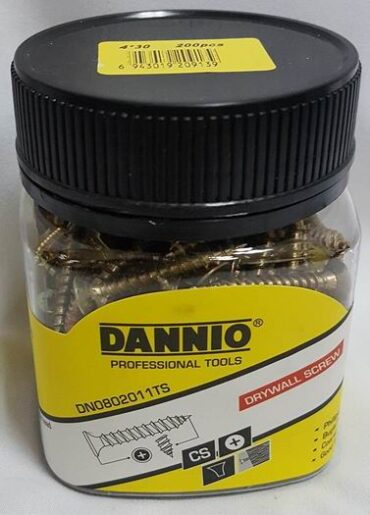 4*30 200pcs
6 943019 209139
DANNIO®
PROFESSIONAL TOOLS
DN0802011TS
DRYWALL SCREW
CS